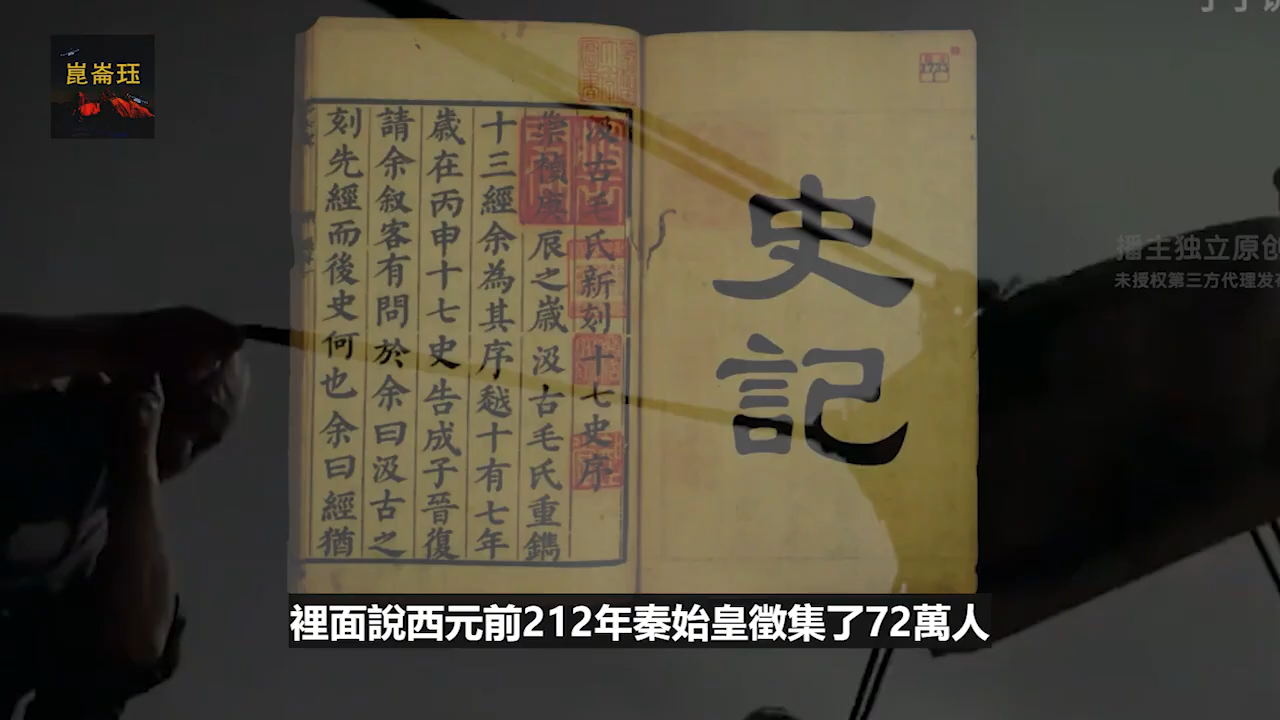 崑崙珏
汲古毛氏新刻十七史序
崇禎庚辰之歲汲古毛氏重鐫
十三經余為其序越十有七年
歲在丙申十七史告成子晉復
請余叙客有問於余曰汲古之
刻先經而後史何也余曰經猶
史記
播主独立原创
未授权第三方代理发布
裡面說西元前212年秦始皇徵集了72萬人